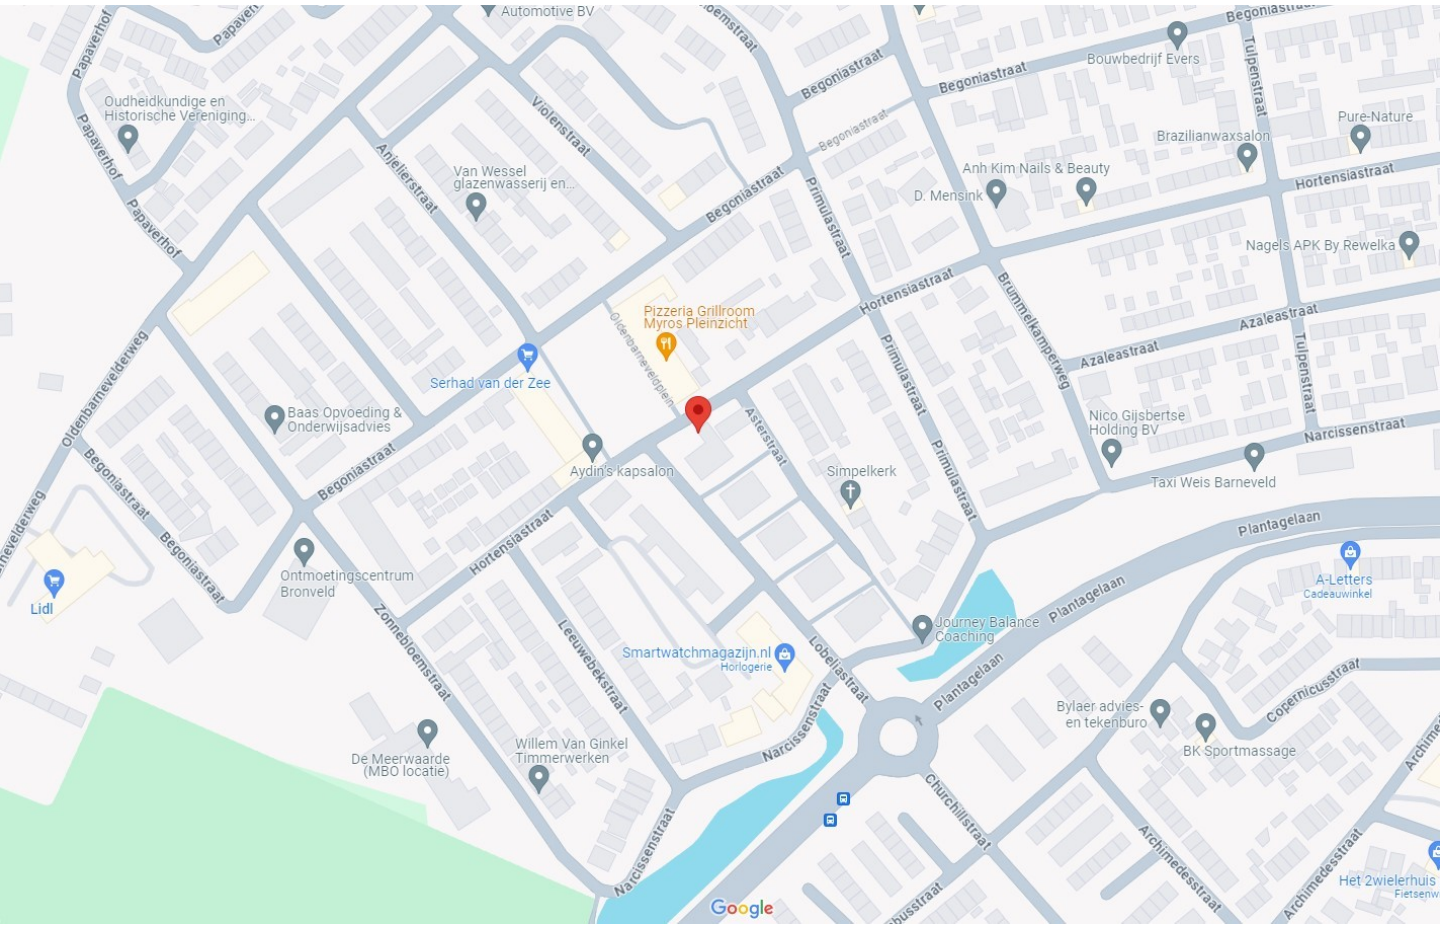 Automotive BV
Papaverhof
Begoniastraat
Bouwbedrijf Evers
Begoniastraat
Begoniastraat
Tulpenstraat
Papaverhof
Oudheidkundige en
Historische Vereniging...
Violenstraat
Begoniastraat
Pure-Nature
Brazilianwaxsalon
Papaverhof
Anjelierstraat
Van Wessel
glazenwasserij en...
Anh Kim Nails & Beauty
D. Mensink
Hortensiastraat
Begoniastraat
Primulastraat
Papaverhof
Nagels APK By Rewelka
Hortensiastraat
Brummelkamperweg
Pizzeria Grillroom
Myros Pleinzicht
Oldenbarneveldplein
Azaleastraat
Azaleastraat
Tulpenstraat
Oldenbarnevelderweg
Serhad van der Zee
Primulastraat
Baas Opvoeding &
Onderwijsadvies
Asterstraat
Nico Gijsbertse
Holding BV
Narcissenstraat
Begoniastraat
Aydin's kapsalon
Simpelkerk
Taxi Weis Barneveld
Begoniastraat
Primulastraat
Plantagelaan
Hortensiastraat
Begoniastraat
Ontmoetingscentrum
Bronveld
Lidl
A-Letters
Cadeauwinkel
Plantagelaan
Journey Balance
Coaching
Zonnebloemstraat
Leeuwebekstraat
Smartwatchmagazijn.nl
Horlogerie
Lobeliastraat
Plantagelaan
Copernicusstraat
Bylaer advies-
en tekenburo
BK Sportmassage
Narcissenstraat
Willem Van Ginkel
Timmerwerken
De Meerwaarde
(MBO locatie)
Churchillstraat
Narcissenstraat
Archimedesstraat
Archimedesstraat
Het 2wielerhuis
Google